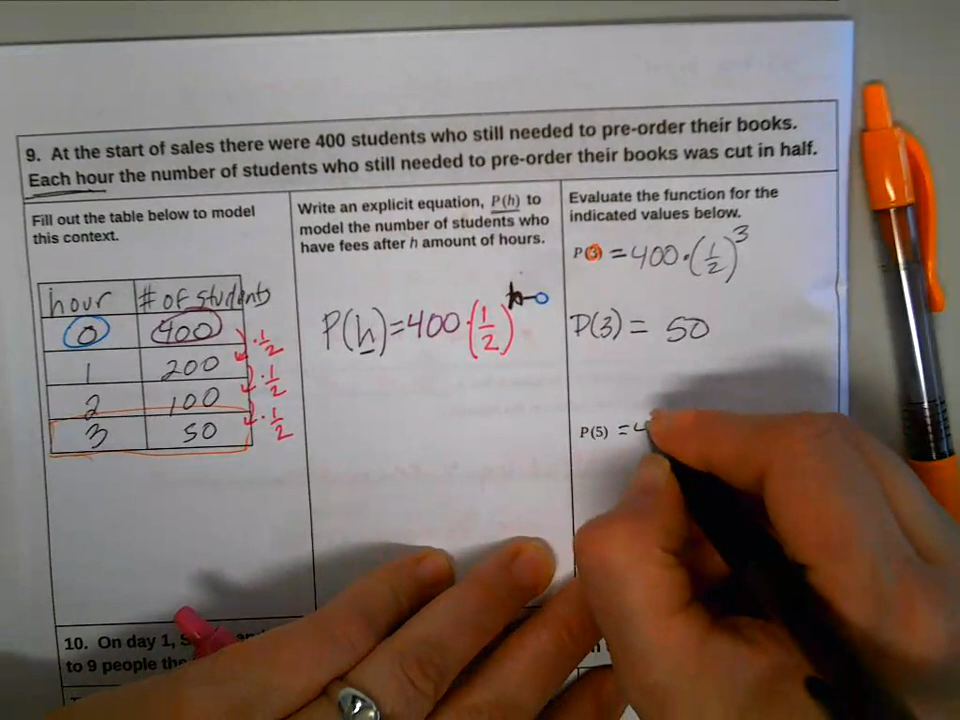 9. At the start of sales there were 400 students who still needed to pre-order their books.
Each hour the number of students who still needed to pre-order their books was cut in half.
Fill out the table below to model
this context.
hour # of students
0 400
1 200
2 100
3 50
·1/2
·1/2
·1/2
Write an explicit equation, P(h) to
model the number of students who
have fees after h amount of hours.
P(h)=400·(1/2)^h-0
Evaluate the function for the
indicated values below.
P(3) =400·(1/2)^3
P(3) = 50
P(5) = 4
10. On day 1, S
to 9 people the